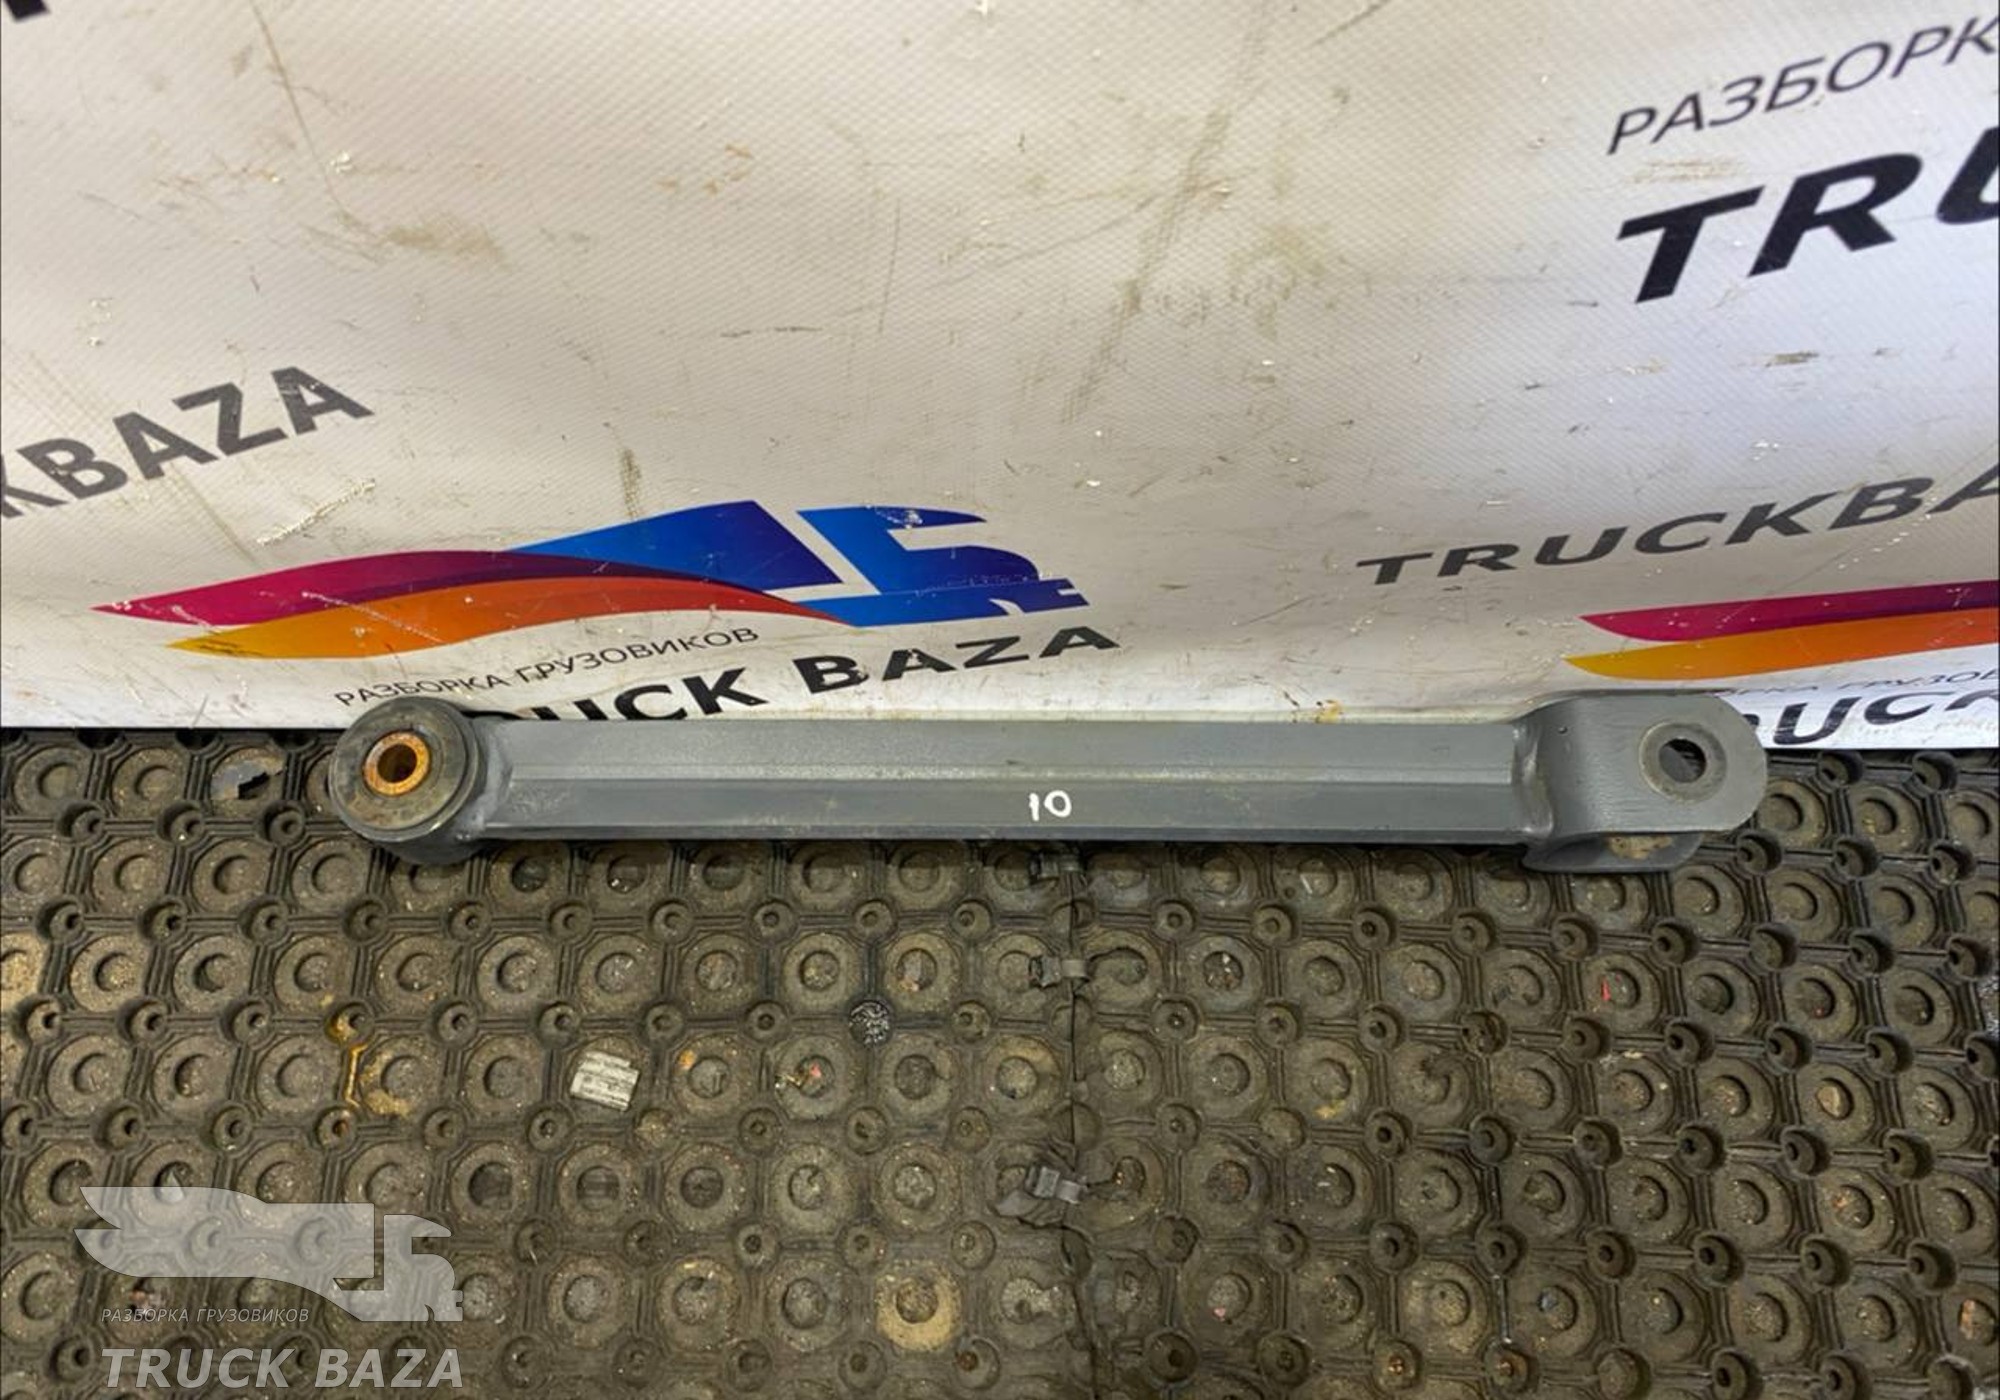 РАЗБОРК
TRU
KBAZA
TRUCKBA
РАЗБОРКА ГРУЗОВИКОВ
TRUCK BAZA
10
РАЗБОРКА ГРУЗОВИКОВ
TRUCK BAZA